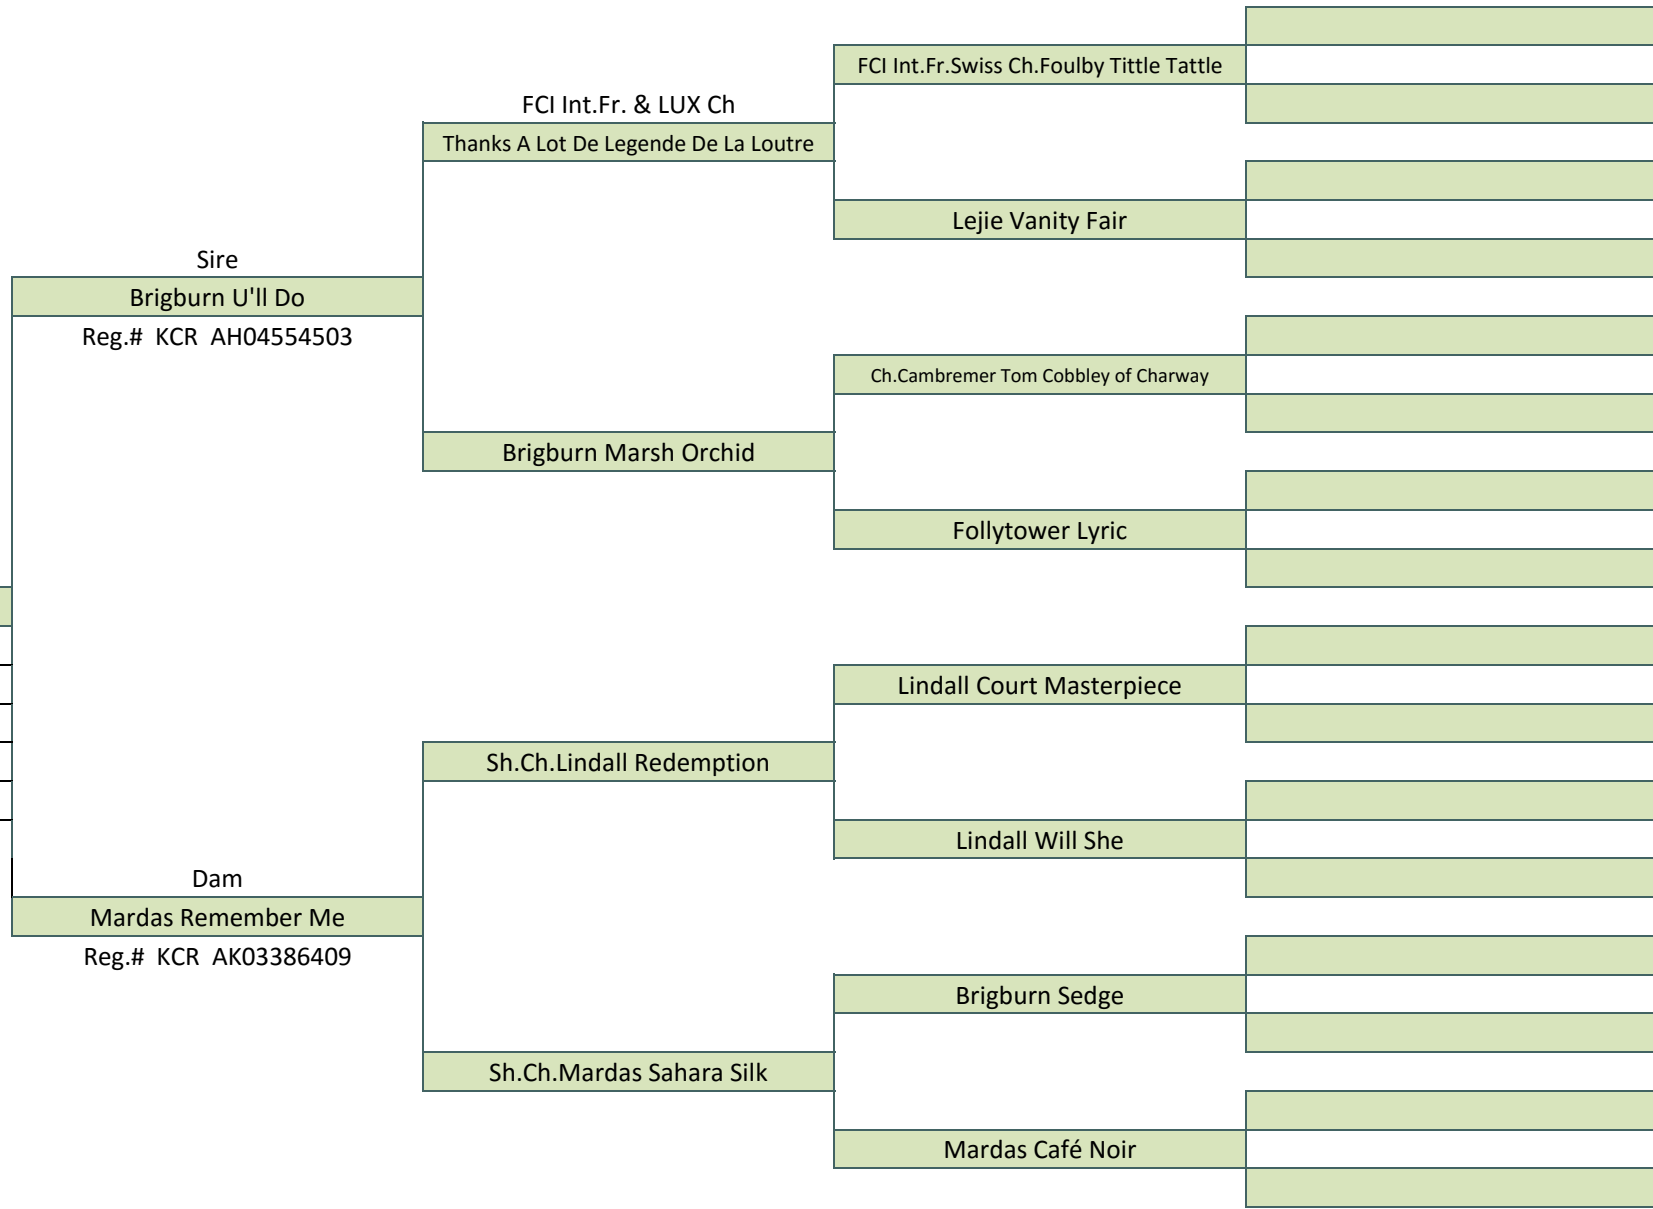 FCI Int.Fr.Swiss Ch.Foulby Tittle Tattle
FCI Int.Fr. & LUX Ch
Thanks A Lot De Legende De La Loutre
Lejie Vanity Fair
Sire
Brigburn U'll Do
Reg.# KCR AH04554503
Ch.Cambremer Tom Cobbley of Charway
Brigburn Marsh Orchid
Follytower Lyric
Lindall Court Masterpiece
Sh.Ch.Lindall Redemption
Lindall Will She
Dam
Mardas Remember Me
Reg.# KCR AK03386409
Brigburn Sedge
Sh.Ch.Mardas Sahara Silk
Mardas Café Noir